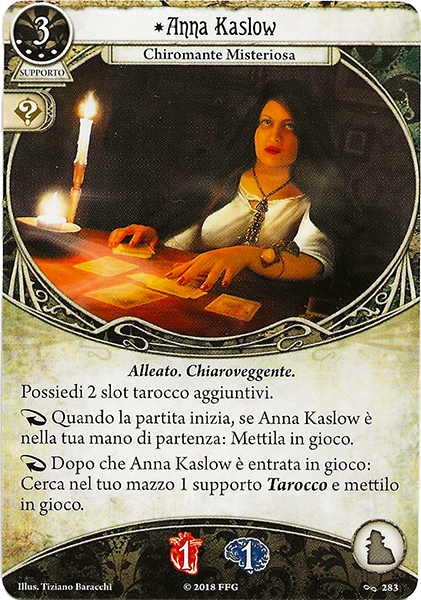 3
SUPPORTO
*Anna Kaslow
Chiromante Misteriosa
?
Alleato. Chiaroveggente.
Possiedi 2 slot tarocco aggiuntivi.
Quando la partita inizia, se Anna Kaslow è
nella tua mano di partenza: Mettila in gioco.
Dopo che Anna Kaslow è entrata in gioco:
Cerca nel tuo mazzo 1 supporto Tarocco e mettilo
in gioco.
1
1
Illus. Tiziano Baracchi
© 2018 FFG
283